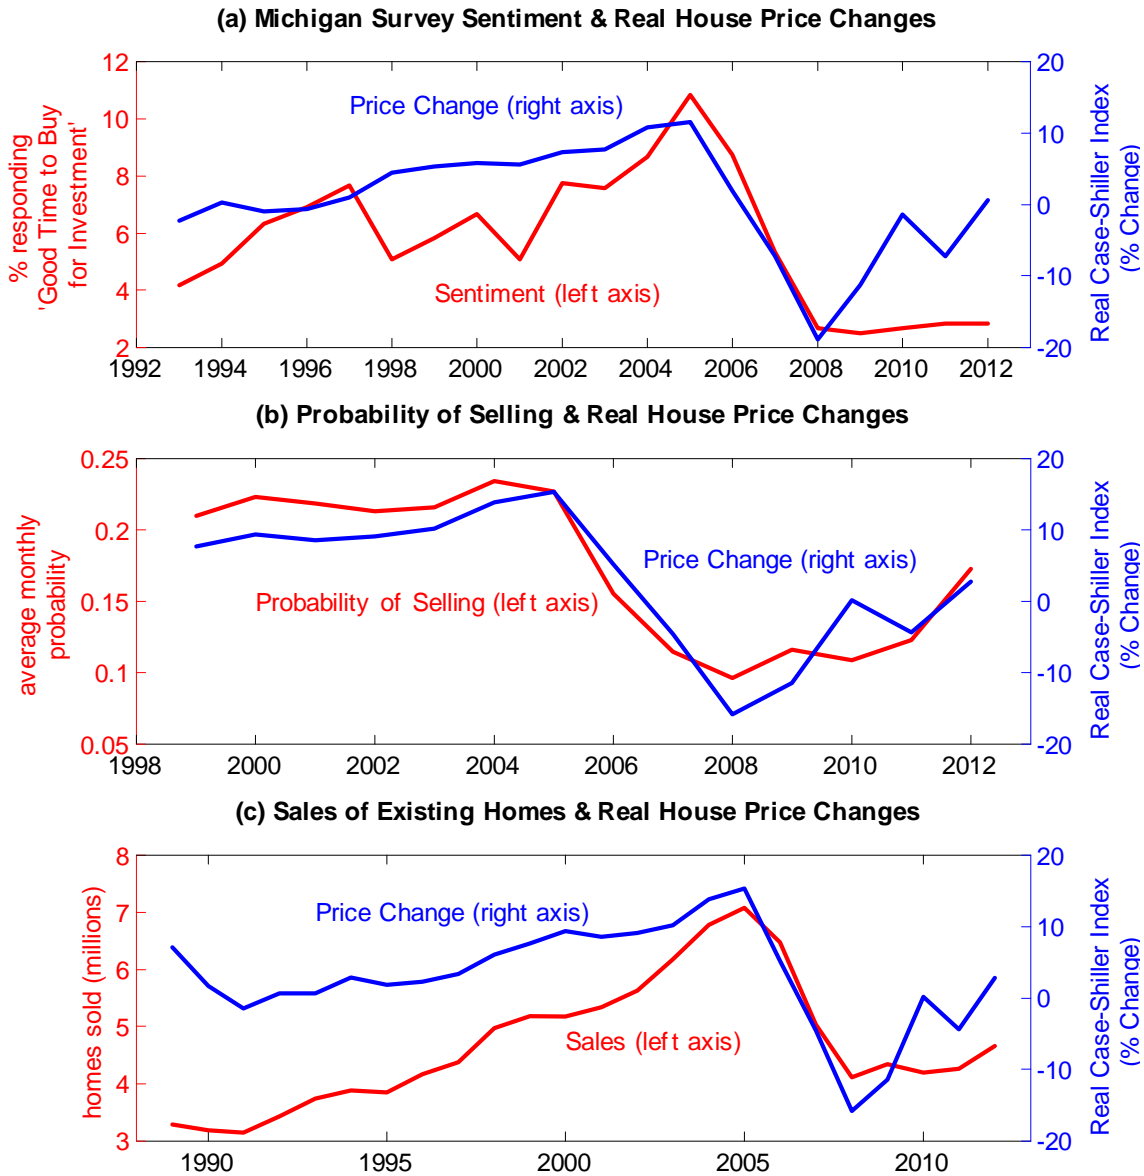 (a) Michigan Survey Sentiment & Real House Price Changes
12
10
8
6
4
2
% responding
'Good Time to Buy
for Investment'
Price Change (right axis)
Sentiment (left axis)
20
10
0
-10
-20
Real Case-Shiller Index
(% Change)
1992 1994 1996 1998 2000 2002 2004 2006 2008 2010 2012
(b) Probability of Selling & Real House Price Changes
0.25
0.2
0.15
0.1
0.05
average monthly
probability
Price Change (right axis)
Probability of Selling (left axis)
20
10
0
-10
-20
Real Case-Shiller Index
(% Change)
1998 2000 2002 2004 2006 2008 2010 2012
(c) Sales of Existing Homes & Real House Price Changes
8
7
6
5
4
3
homes sold (millions)
Price Change (right axis)
Sales (left axis)
20
10
0
-10
-20
Real Case-Shiller Index
(% Change)
1990 1995 2000 2005 2010